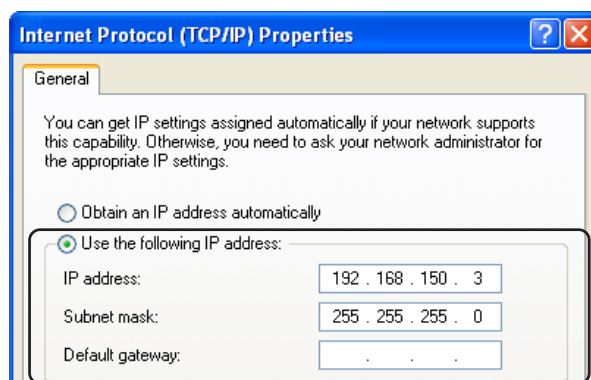 Internet Protocol (TCP/IP) Properties
General
You can get IP settings assigned automatically if your network supports
this capability. Otherwise, you need to ask your network administrator for
the appropriate IP settings.
Obtain an IP address automatically
Use the following IP address:
IP address: 192 . 168 . 150 . 3
Subnet mask: 255 . 255 . 255 . 0
Default gateway: . . .